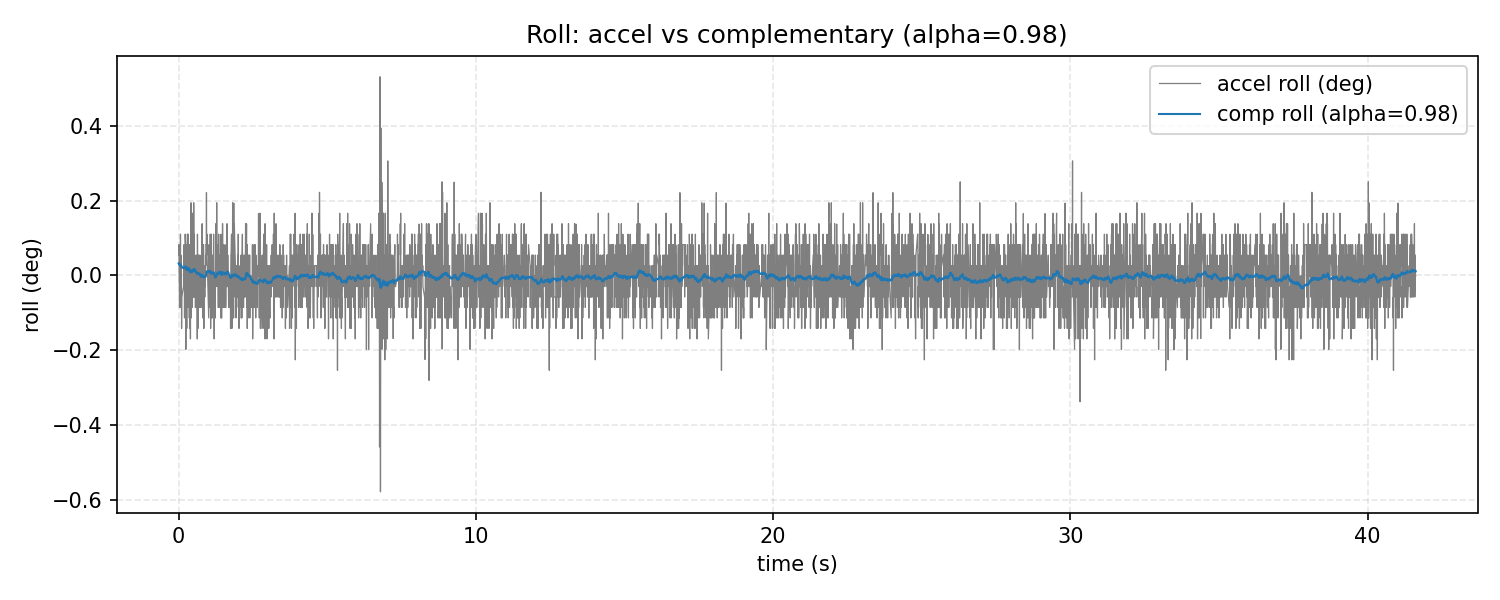 Roll: accel vs complementary (alpha=0.98)
accel roll (deg)
comp roll (alpha=0.98)
roll (deg)
0.4
0.2
0.0
−0.2
−0.4
−0.6
0
10
20
30
40
time (s)